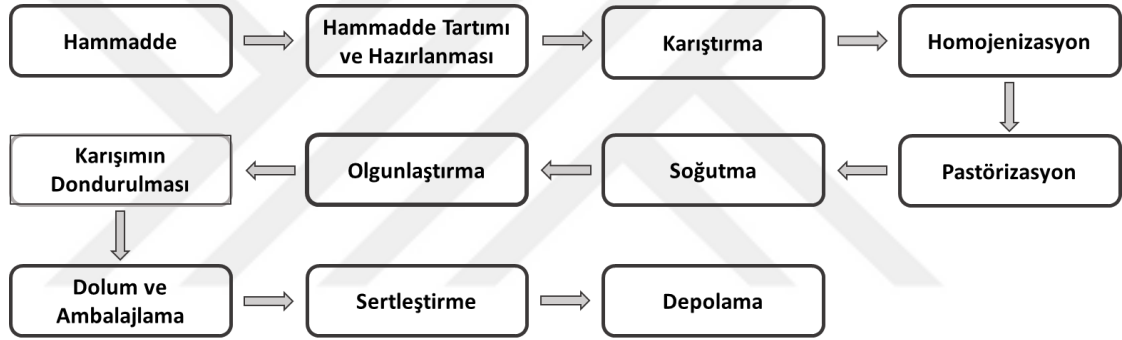 Hammadde
Hammadde Tartımı
ve Hazırlanması
Karıştırma
Homojenizasyon
Pastörizasyon
Soğutma
Olgunlaştırma
Karışımın
Dondurulması
Dolum ve
Ambalajlama
Sertleştirme
Depolama